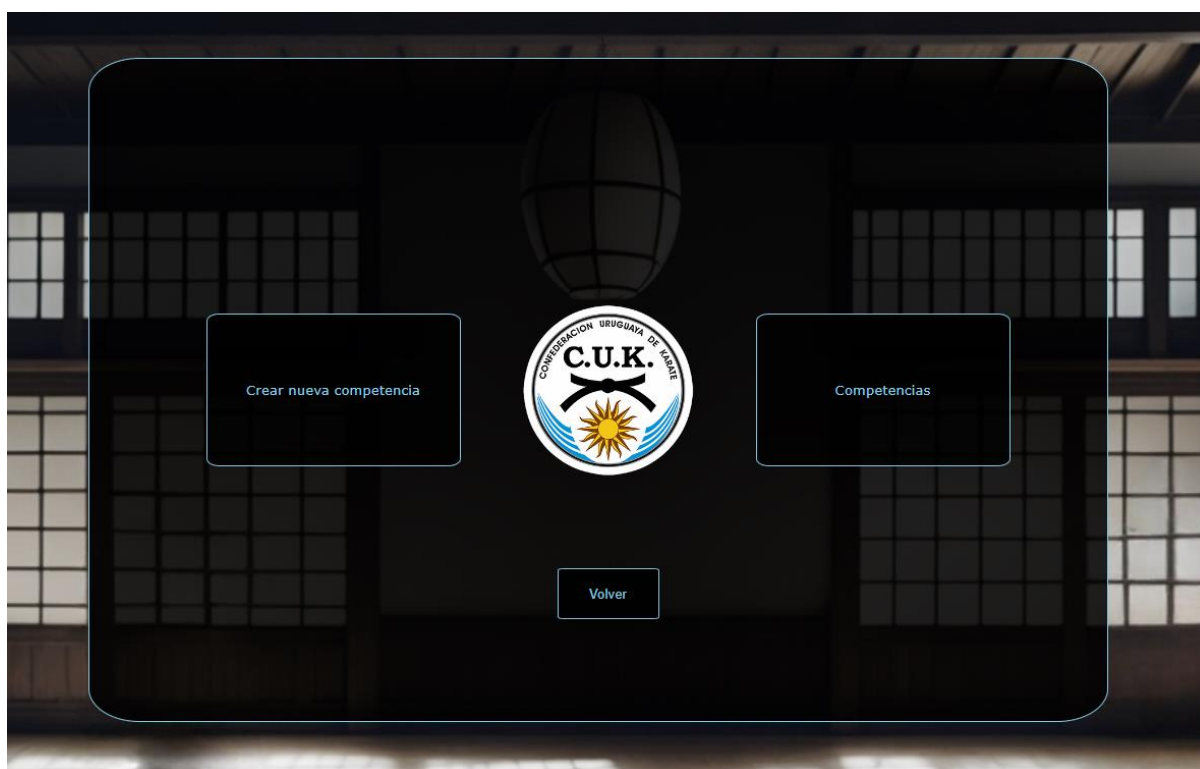 CONFEDERACION URUGUAYA DE KARATE
C.U.K.
Crear nueva competencia
Competencias
Volver